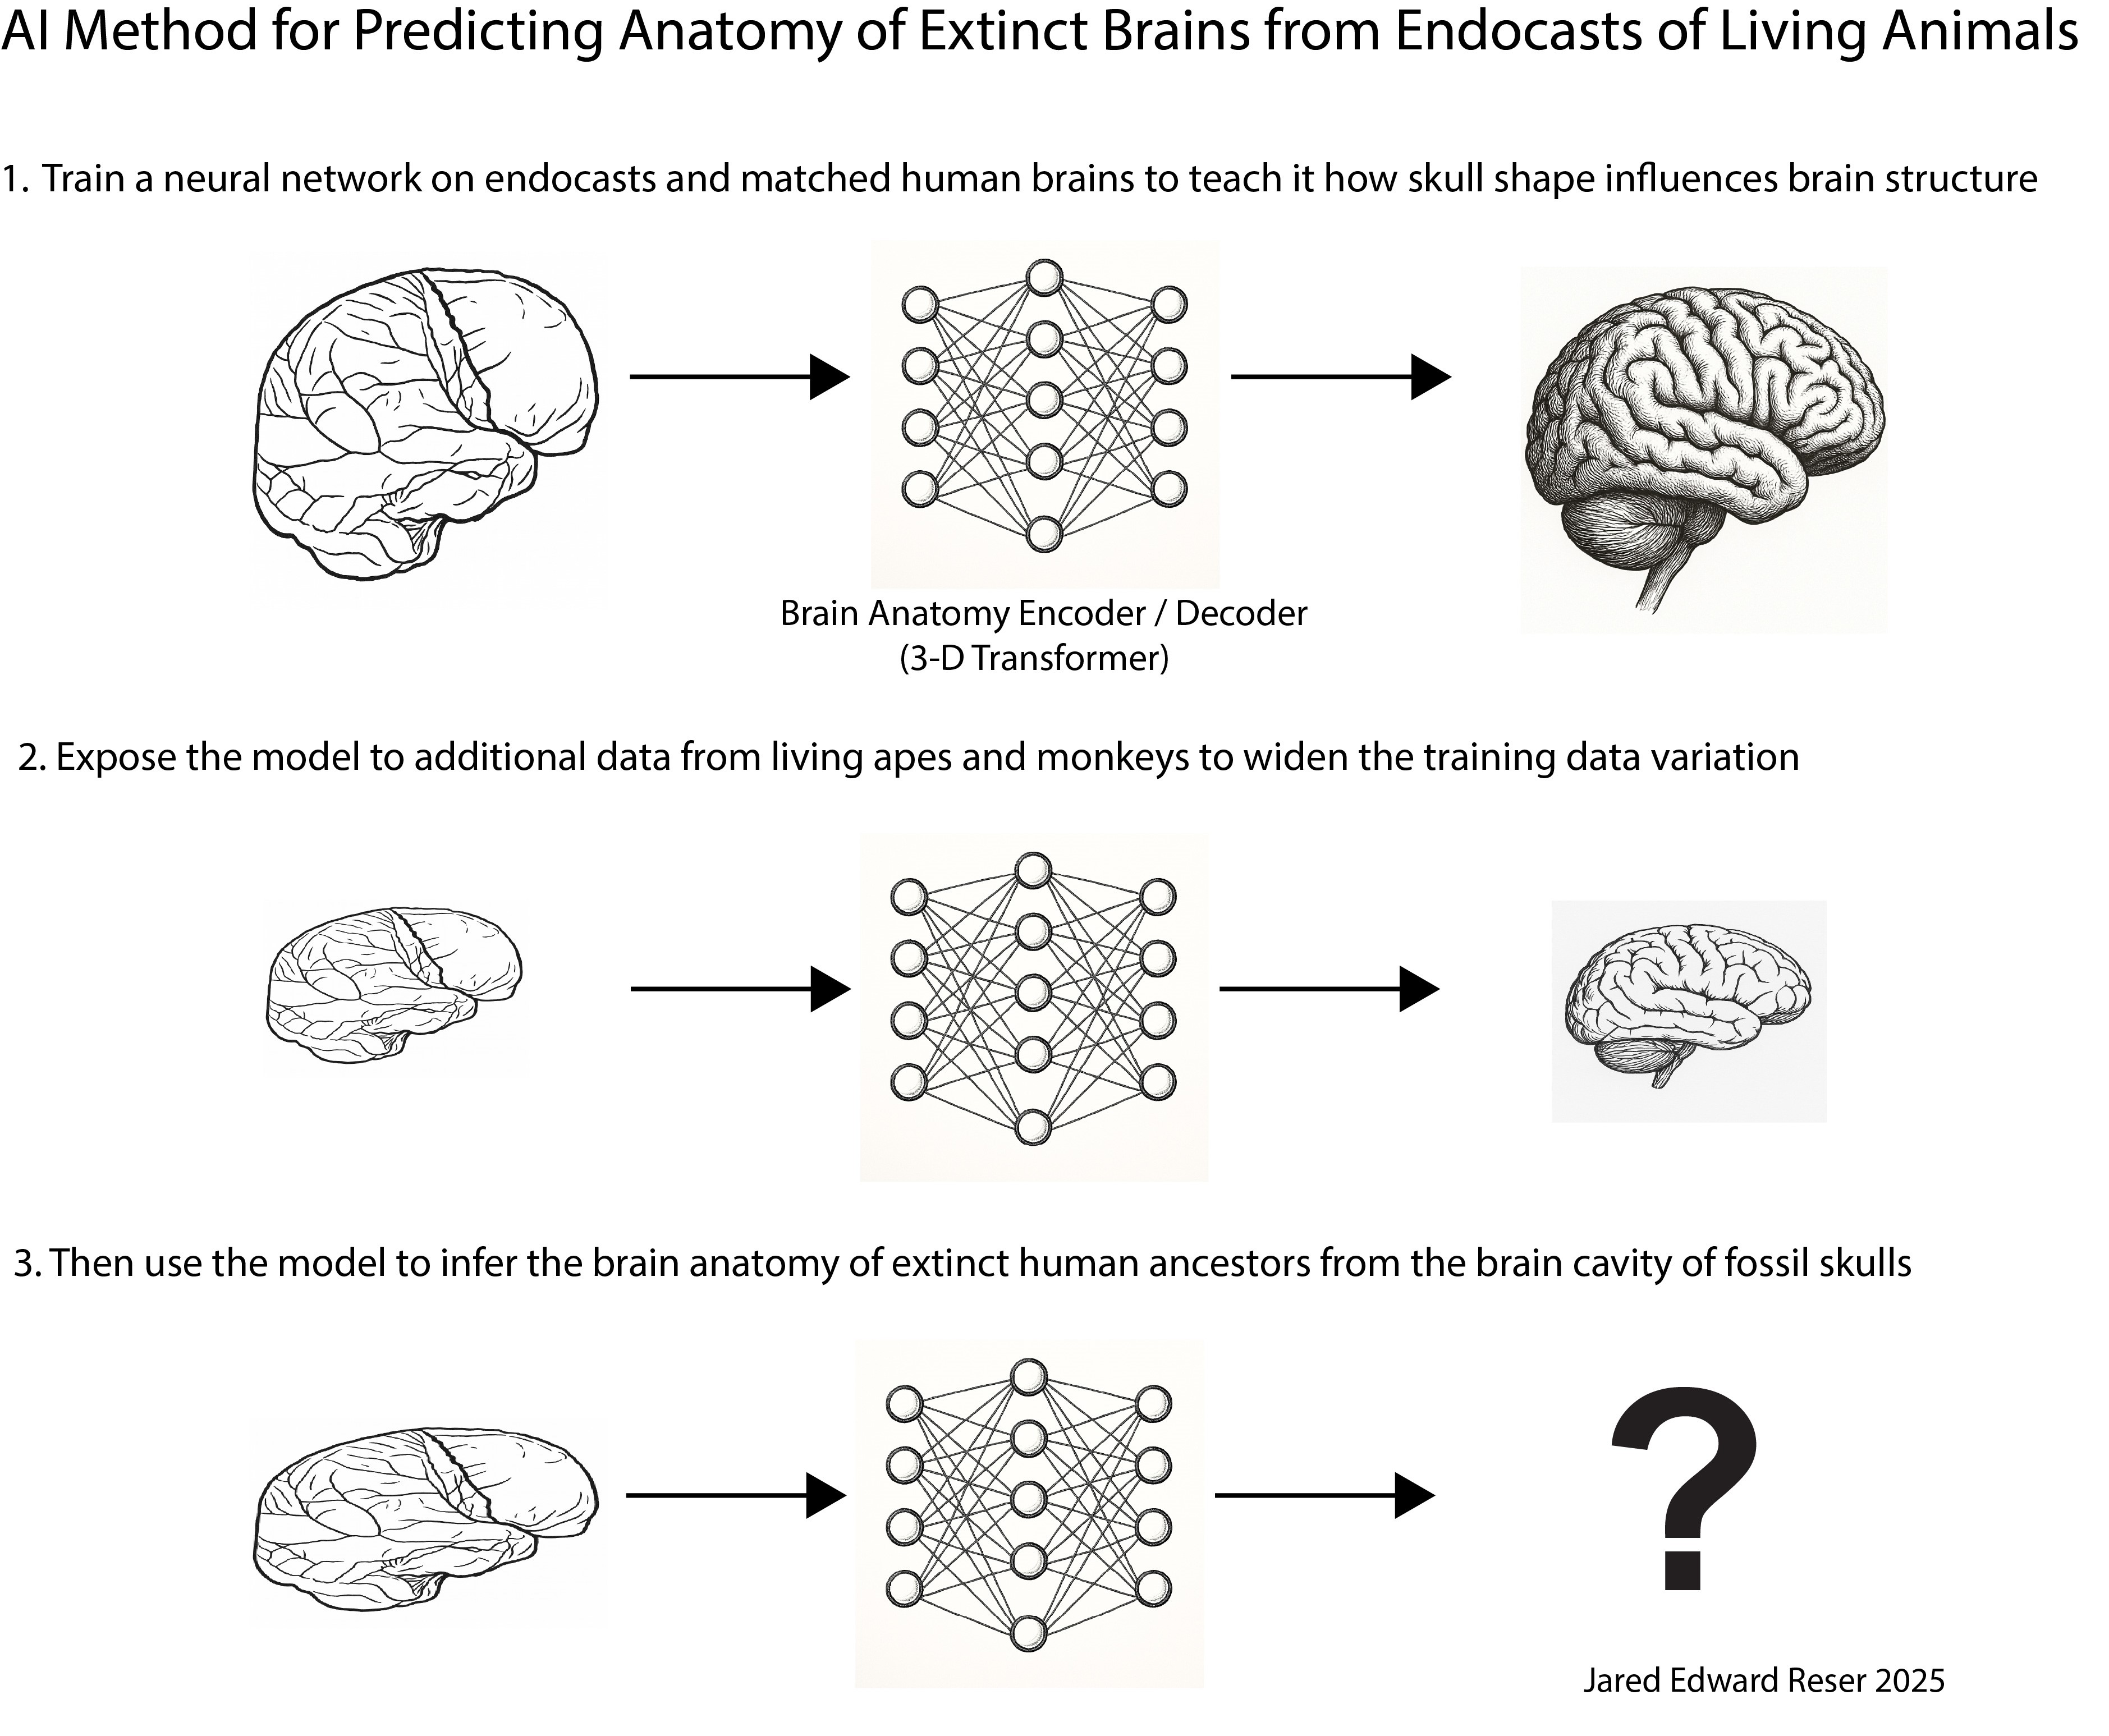 AI Method for Predicting Anatomy of Extinct Brains from Endocasts of Living Animals
1. Train a neural network on endocasts and matched human brains to teach it how skull shape influences brain structure
Brain Anatomy Encoder / Decoder
(3-D Transformer)
2. Expose the model to additional data from living apes and monkeys to widen the training data variation
3. Then use the model to infer the brain anatomy of extinct human ancestors from the brain cavity of fossil skulls
?
Jared Edward Reser 2025